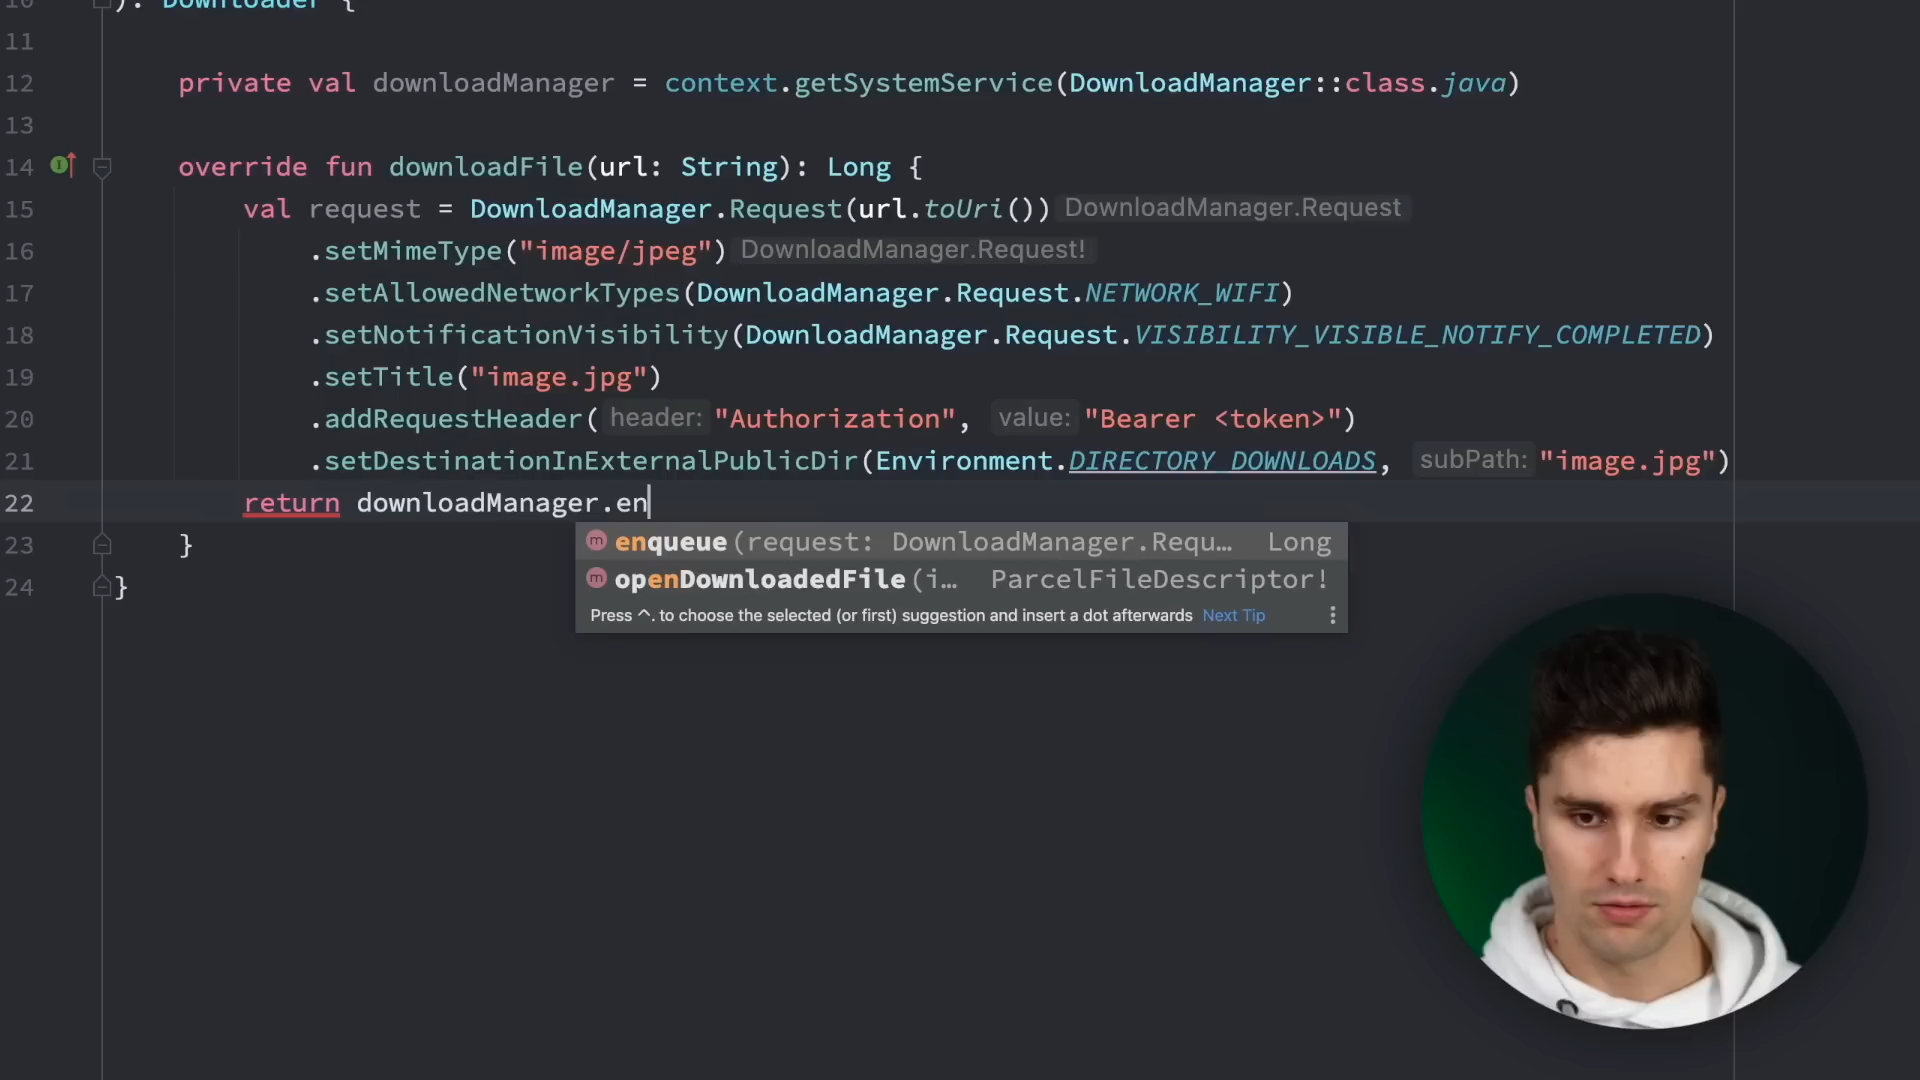 10 ): Downloader {
11
12 private val downloadManager = context.getSystemService(DownloadManager::class.java)
13
14 override fun downloadFile(url: String): Long {
15 val request = DownloadManager.Request(url.toUri()) DownloadManager.Request
16 .setMimeType("image/jpeg") DownloadManager.Request!
17 .setAllowedNetworkTypes(DownloadManager.Request.NETWORK_WIFI)
18 .setNotificationVisibility(DownloadManager.Request.VISIBILITY_VISIBLE_NOTIFY_COMPLETED)
19 .setTitle("image.jpg")
20 .addRequestHeader( header: "Authorization", value: "Bearer <token>")
21 .setDestinationInExternalPublicDir(Environment.DIRECTORY_DOWNLOADS, subPath: "image.jpg")
22 return downloadManager.en
m enqueue(request: DownloadManager.Requ… Long
23 }
m openDownloadedFile(i… ParcelFileDescriptor!
24 }
Press ^. to choose the selected (or first) suggestion and insert a dot afterwards Next Tip